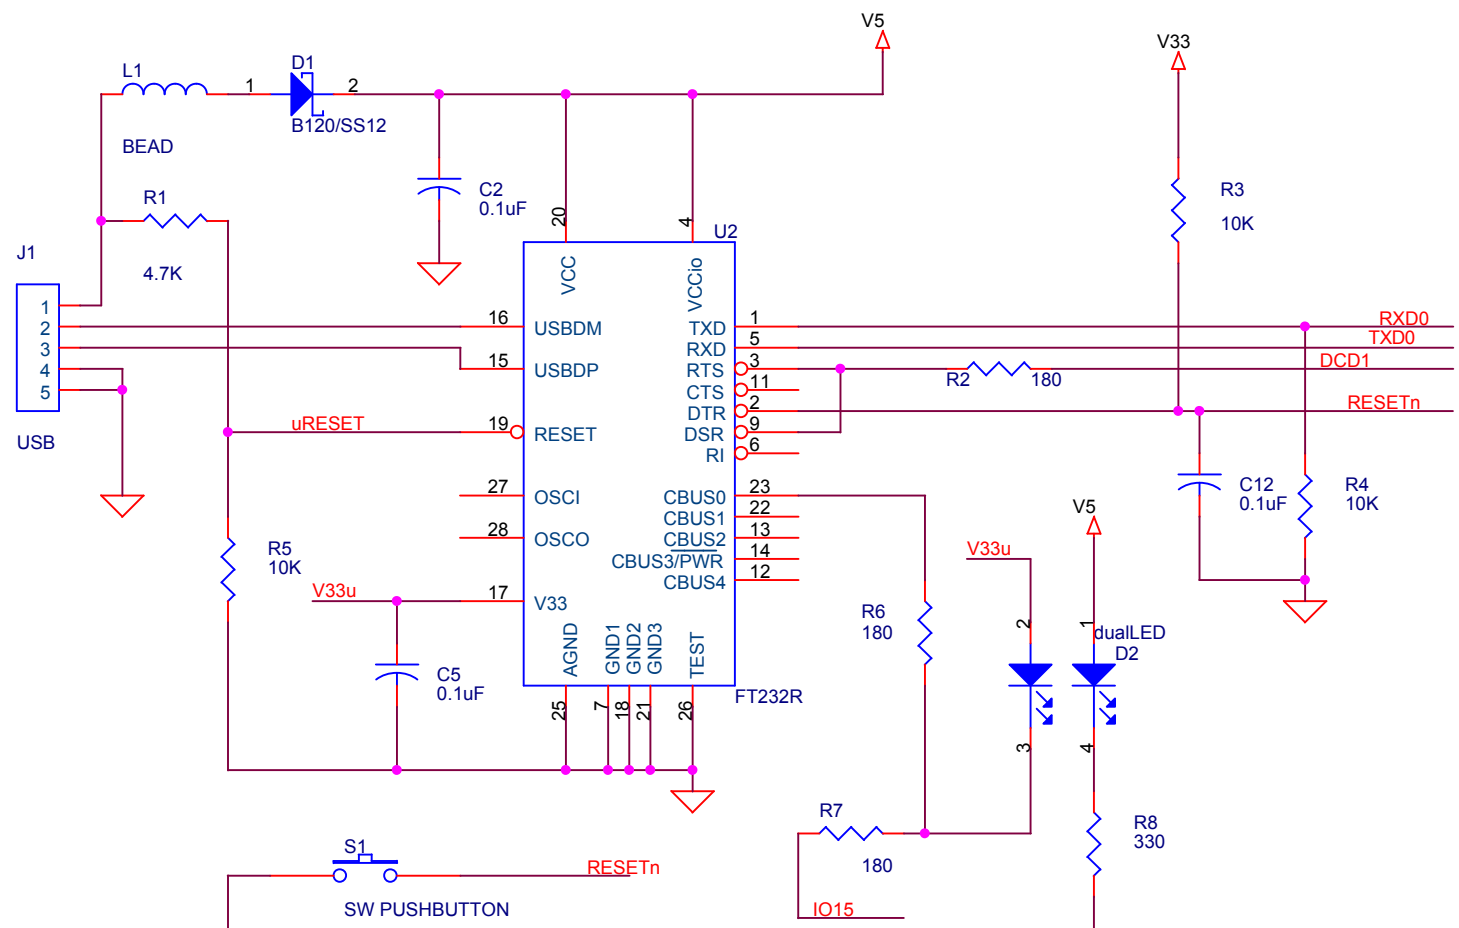 V5
V33
L1
1
D1
2
B120/SS12
BEAD
C2
0.1uF
R1
4.7K
R3
10K
J1
20
4
U2
VCC
VCCio
1
2
3
4
5
USB
16
USBDM
15
USBDP
uRESET
19
RESET
27
OSCI
28
OSCO
V33u
17
V33
TXD
1
RXD0
RXD
5
TXD0
RTS
3
R2
180
DCD1
CTS
11
DTR
2
RESETn
DSR
9
RI
6
CBUS0
23
CBUS1
22
CBUS2
13
CBUS3/PWR
14
CBUS4
12
C12
0.1uF
R4
10K
R5
10K
C5
0.1uF
AGND
GND1
GND2
GND3
TEST
25
7
18
21
26
FT232R
V33u
V5
R6
180
2
1
dualLED
D2
3
4
R7
180
R8
330
IO15
S1
RESETn
SW PUSHBUTTON